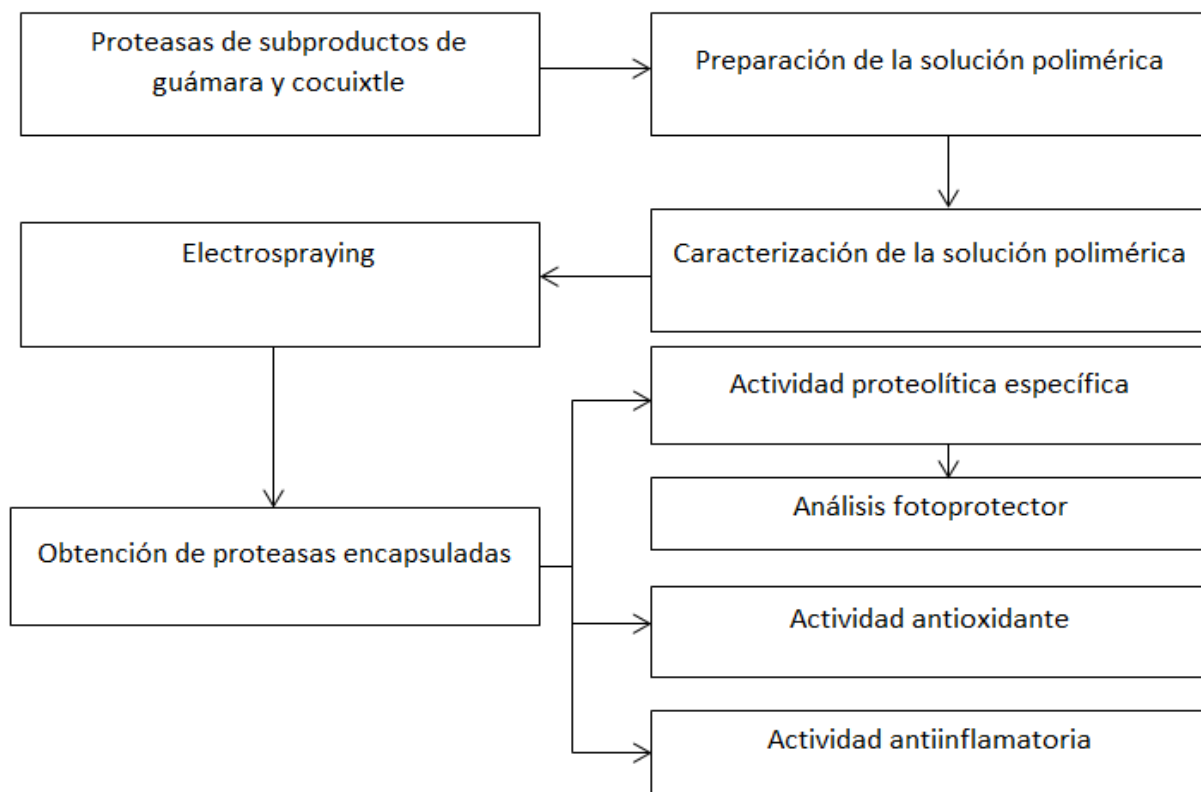 Proteasas de subproductos de
guámara y cocuixtle
Preparación de la solución polimérica
Caracterización de la solución polimérica
Electrospraying
Obtención de proteasas encapsuladas
Actividad proteolítica específica
Análisis fotoprotector
Actividad antioxidante
Actividad antiinflamatoria